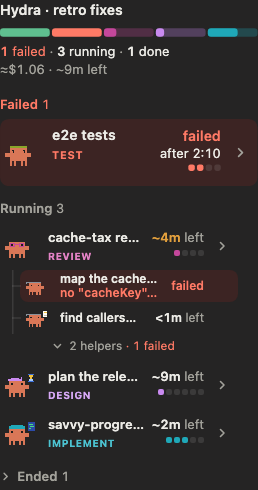 Hydra · retro fixes
1 failed · 3 running · 1 done
≈$1.06 · ~9m left
Failed 1
e2e tests failed
TEST after 2:10
Running 3
cache-tax re... ~4m left
REVIEW
map the cache... failed
no "cacheKey"...
find callers... <1m left
2 helpers · 1 failed
plan the rele... ~9m left
DESIGN
savvy-progre... ~2m left
IMPLEMENT
Ended 1